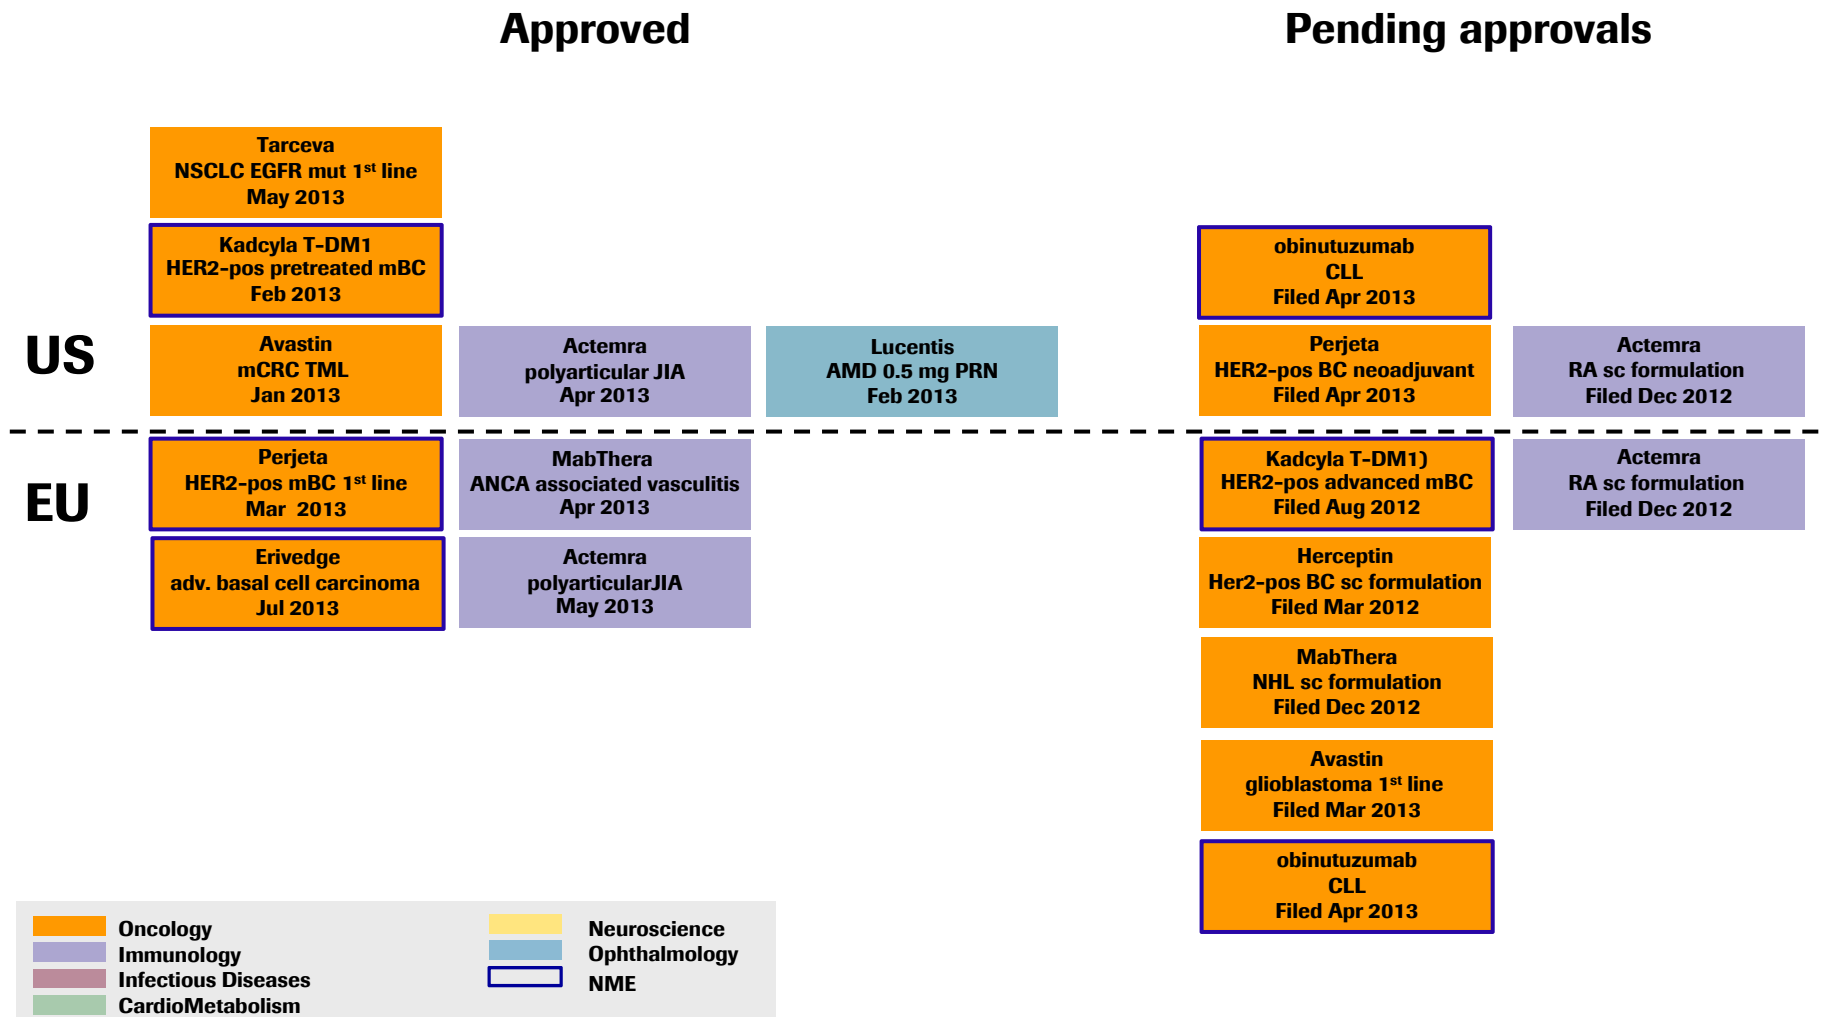 Approved
Pending approvals
US
Tarceva
NSCLC EGFR mut 1st line
May 2013
Kadcyla T-DM1
HER2-pos pretreated mBC
Feb 2013
Avastin
mCRC TML
Jan 2013
Actemra
polyarticular JIA
Apr 2013
Lucentis
AMD 0.5 mg PRN
Feb 2013
obinutuzumab
CLL
Filed Apr 2013
Perjeta
HER2-pos BC neoadjuvant
Filed Apr 2013
Actemra
RA sc formulation
Filed Dec 2012
EU
Perjeta
HER2-pos mBC 1st line
Mar 2013
Erivedge
adv. basal cell carcinoma
Jul 2013
MabThera
ANCA associated vasculitis
Apr 2013
Actemra
polyarticularJIA
May 2013
Kadcyla T-DM1)
HER2-pos advanced mBC
Filed Aug 2012
Herceptin
Her2-pos BC sc formulation
Filed Mar 2012
MabThera
NHL sc formulation
Filed Dec 2012
Avastin
glioblastoma 1st line
Filed Mar 2013
obinutuzumab
CLL
Filed Apr 2013
Actemra
RA sc formulation
Filed Dec 2012
Oncology
Immunology
Infectious Diseases
CardioMetabolism
Neuroscience
Ophthalmology
NME